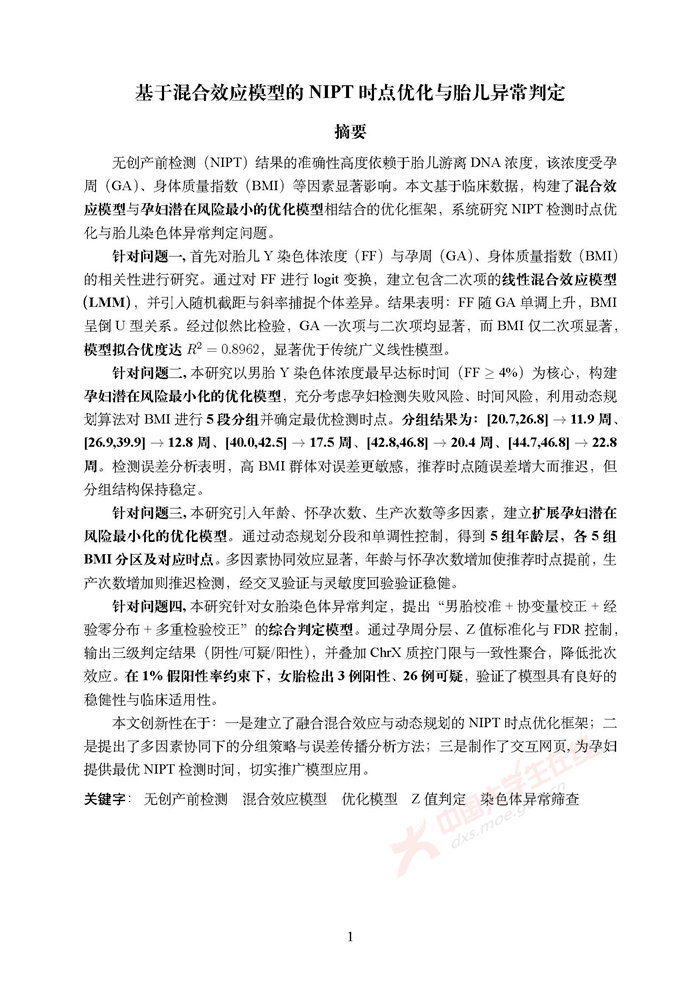 基于混合效应模型的 NIPT 时点优化与胎儿异常判定
摘要
无创产前检测（NIPT）结果的准确性高度依赖于胎儿游离 DNA 浓度，该浓度受孕
周（GA）、身体质量指数（BMI）等因素显著影响。本文基于临床数据，构建了混合效
应模型与孕妇潜在风险最小的优化模型相结合的优化框架，系统研究 NIPT 检测时点优
化与胎儿染色体异常判定问题。
针对问题一, 首先对胎儿 Y 染色体浓度（FF）与孕周（GA）、身体质量指数（BMI）
的相关性进行研究。通过对 FF 进行 logit 变换，建立包含二次项的线性混合效应模型
（LMM），并引入随机截距与斜率捕捉个体差异。结果表明：FF 随 GA 单调上升，BMI
呈倒 U 型关系。经过似然比检验，GA 一次项与二次项均显著，而 BMI 仅二次项显著，
模型拟合优度达 R² = 0.8962，显著优于传统广义线性模型。
针对问题二, 本研究以男胎 Y 染色体浓度最早达标时间（FF ≥ 4%）为核心，构建
孕妇潜在风险最小化的优化模型，充分考虑孕妇检测失败风险、时间风险，利用动态规
划算法对 BMI 进行 5 段分组并确定最优检测时点。分组结果为：[20.7,26.8] → 11.9 周、
[26.9,39.9] → 12.8 周、[40.0,42.5] → 17.5 周、[42.8,46.8] → 20.4 周、[44.7,46.8] → 22.8
周。检测误差分析表明，高 BMI 群体对误差更敏感，推荐时点随误差增大而推迟，但
分组结构保持稳定。
针对问题三, 本研究引入年龄、怀孕次数、生产次数等多因素，建立扩展孕妇潜在
风险最小化的优化模型。通过动态规划分段和单调性控制，得到 5 组年龄层，各 5 组
BMI 分区及对应时点。多因素协同效应显著，年龄与怀孕次数增加使推荐时点提前，生
产次数增加则推迟检测，经交叉验证与灵敏度回验验证稳健。
针对问题四, 本研究针对女胎染色体异常判定，提出“男胎校准 + 协变量校正 + 经
验零分布 + 多重检验校正”的综合判定模型。通过孕周分层、Z 值标准化与 FDR 控制，
输出三级判定结果（阴性/可疑/阳性），并叠加 ChrX 质控门限与一致性聚合，降低批次
效应。在 1% 假阳性率约束下，女胎检出 3 例阳性、26 例可疑，验证了模型具有良好的
稳健性与临床适用性。
本文创新性在于：一是建立了融合混合效应与动态规划的 NIPT 时点优化框架；二
是提出了多因素协同下的分组策略与误差传播分析方法；三是制作了交互网页, 为孕妇
提供最优 NIPT 检测时间，切实推广模型应用。
关键字： 无创产前检测 混合效应模型 优化模型 Z 值判定 染色体异常筛查
中国大学生在线
dxs.moe.gov.cn
1